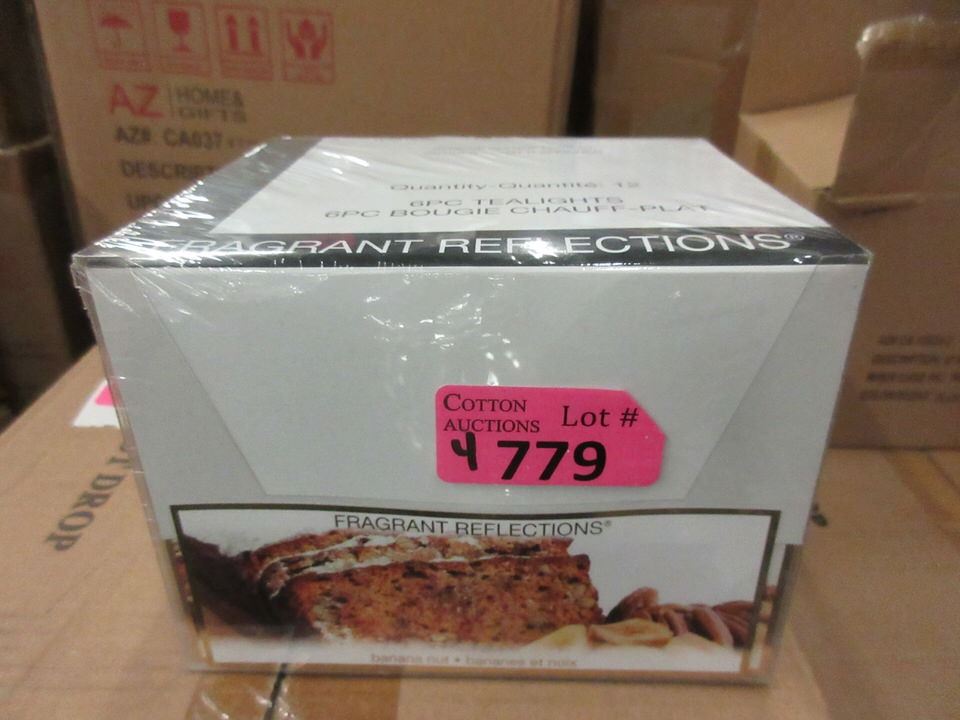 AZ HOME& GIFTS
AZ#: CA037
DESCRIPT
Quantity-Quantité: 12
6PC TEALIGHTS
6PC BOUGIE CHAUFF-PLAT
FRAGRANT REFLECTIONS®
COTTON AUCTIONS Lot #
4779
DROP
FRAGRANT REFLECTIONS®
banana nut • bananes et noix